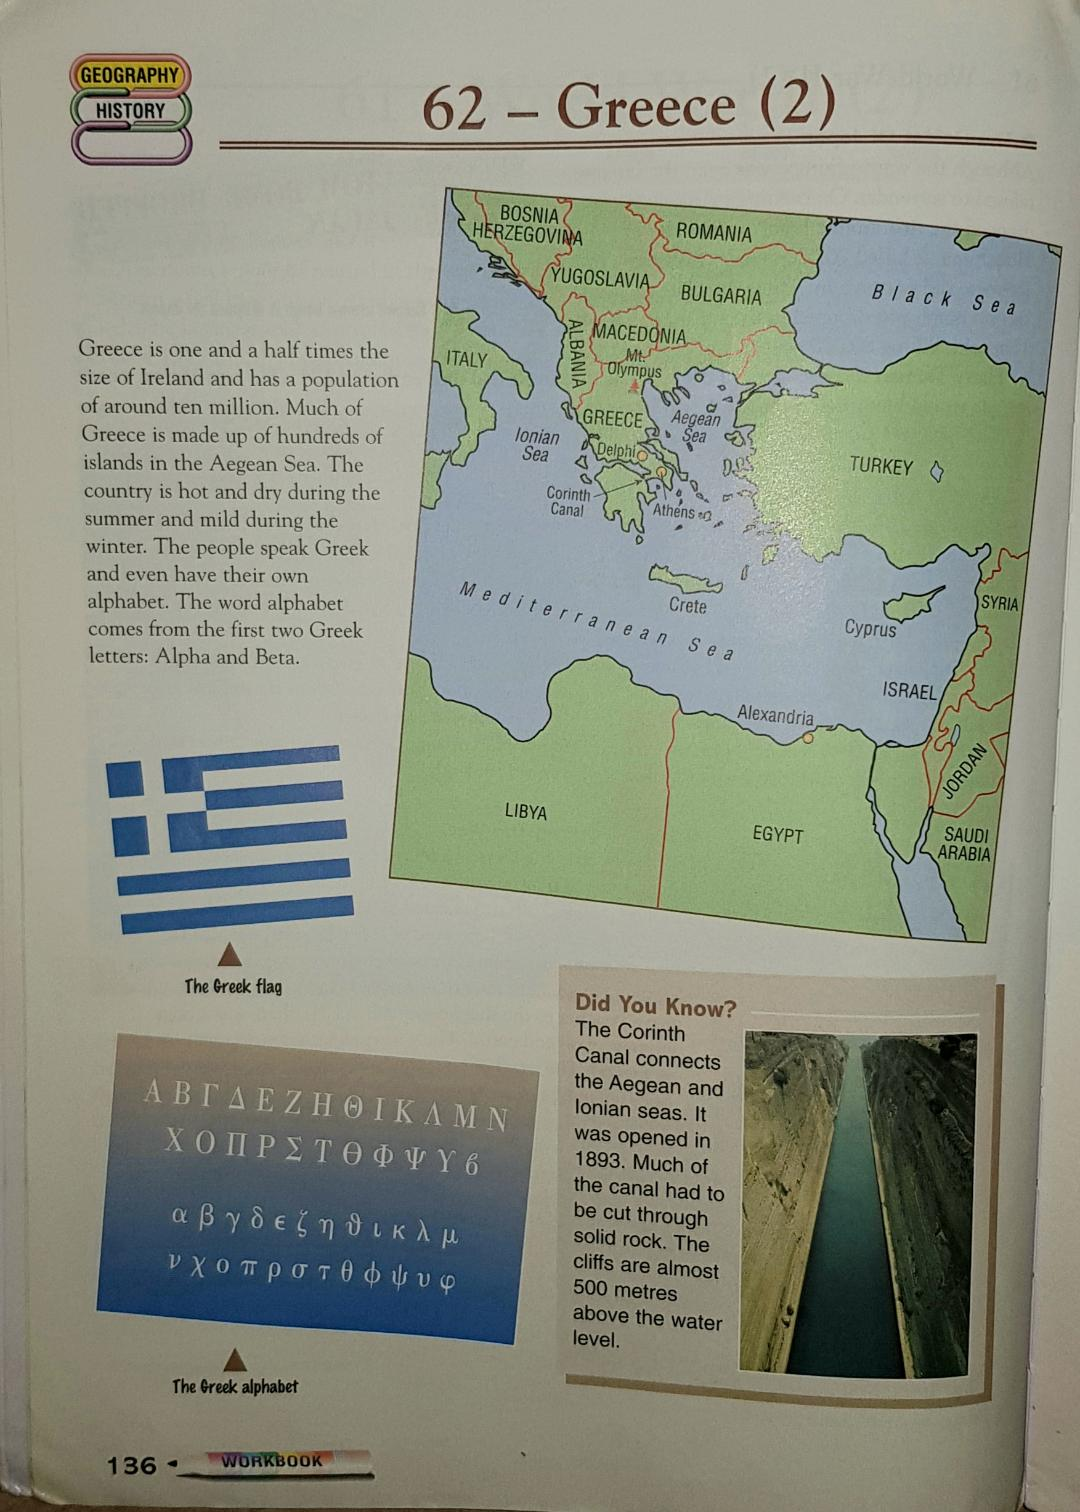 GEOGRAPHY
HISTORY
62 – Greece (2)
Greece is one and a half times the
size of Ireland and has a population
of around ten million. Much of
Greece is made up of hundreds of
islands in the Aegean Sea. The
country is hot and dry during the
summer and mild during the
winter. The people speak Greek
and even have their own
alphabet. The word alphabet
comes from the first two Greek
letters: Alpha and Beta.
BOSNIA
HERZEGOVINA
ROMANIA
YUGOSLAVIA
BULGARIA
Black Sea
ALBANIA
MACEDONIA
Mt.
Olympus
ITALY
GREECE
Aegean
Sea
Ionian
Sea
Delphi
TURKEY
Corinth
Canal
Athens
Mediterranean Sea
Crete
Cyprus
SYRIA
ISRAEL
Alexandria
JORDAN
LIBYA
EGYPT
SAUDI
ARABIA
The Greek flag
Α Β Γ Δ Ε Ζ Η Θ Ι Κ Λ Μ Ν
Χ Ο Π Ρ Σ Τ Θ Φ Ψ Υ 6
α β γ δ ϵ ζ η ϑ ι κ λ μ
ν χ ο π ρ σ τ θ ϕ ψ υ φ
The Greek alphabet
Did You Know?
The Corinth
Canal connects
the Aegean and
Ionian seas. It
was opened in
1893. Much of
the canal had to
be cut through
solid rock. The
cliffs are almost
500 metres
above the water
level.
136
WORKBOOK